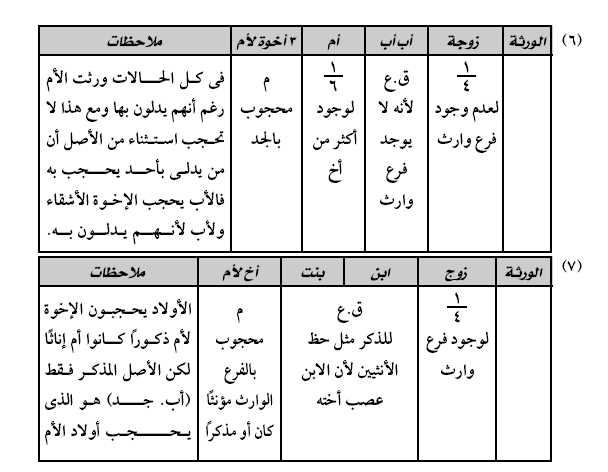 (٦) الورثة زوجة أب أب أم ٣ أخوة لأم ملاحظات
١/٤ ق.ع ١/٦ م فى كل الحالات ورثت الأم
لعدم وجود لأنه لا لوجود محجوب رغم أنهم يدلون بها ومع هذا لا
فرع وارث يوجد أكثر من بالجد تحجب استثناء من الأصل أن
فرع أخ من يدلى بأحد يحجب به
وارث فالأب يحجب الإخوة الأشقاء
ولأب لأنهم يدلون به.
(٧) الورثة زوج ابن بنت أخ لأم ملاحظات
١/٤ ق.ع م الأولاد يحجبون الإخوة
لوجود فرع للذكر مثل حظ محجوب لأم ذكورًا كانوا أم إناثًا
وارث الأنثيين لأن الابن بالفرع لكن الأصل المذكر فقط
عصب أخته الوارث مؤنثًا (أب. جد) هو الذى
كان أو مذكرًا يحجب أولاد الأم